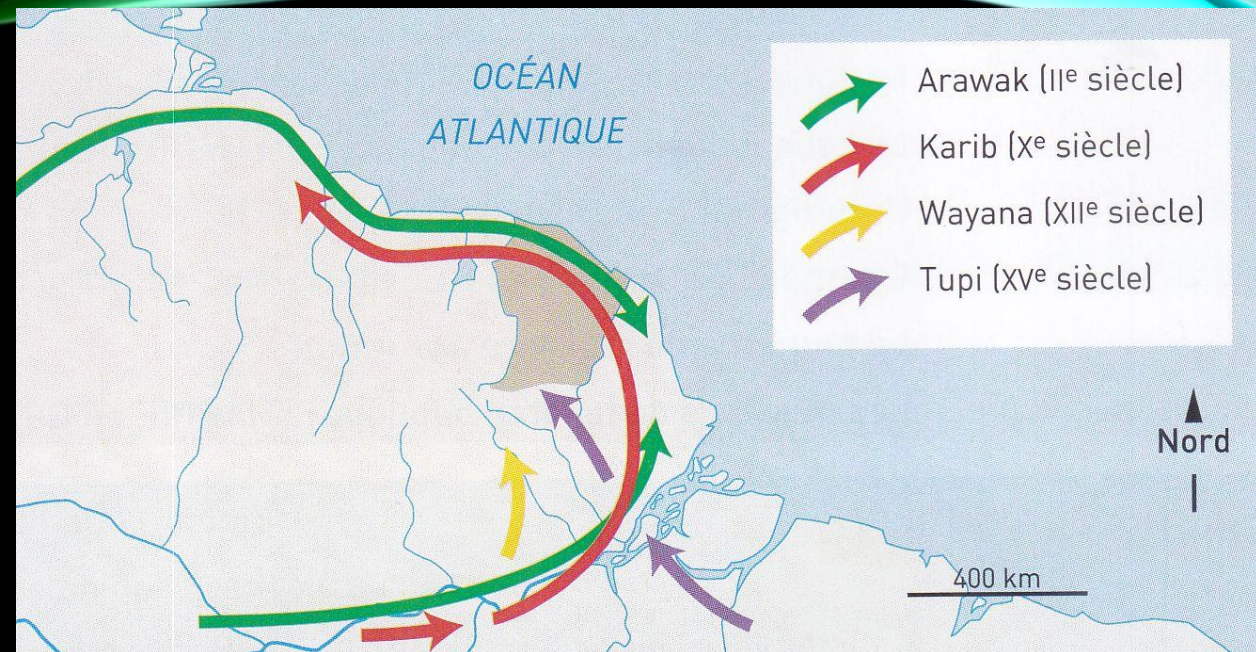 OCÉAN
ATLANTIQUE
Arawak (IIe siècle)
Karib (Xe siècle)
Wayana (XIIe siècle)
Tupi (XVe siècle)
Nord
400 km